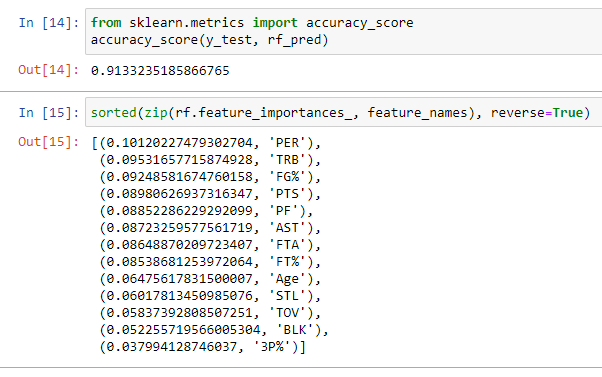 In [14]: from sklearn.metrics import accuracy_score
accuracy_score(y_test, rf_pred)
Out[14]: 0.9133235185866765
In [15]: sorted(zip(rf.feature_importances_, feature_names), reverse=True)
Out[15]: [(0.10120227479302704, 'PER'),
(0.09531657715874928, 'TRB'),
(0.09248581674760158, 'FG%'),
(0.08980626937316347, 'PTS'),
(0.08852286229292099, 'PF'),
(0.08723259577561719, 'AST'),
(0.08648870209723407, 'FTA'),
(0.08538681253972064, 'FT%'),
(0.06475617831500007, 'Age'),
(0.06017813450985076, 'STL'),
(0.05837392808507251, 'TOV'),
(0.052255719566005304, 'BLK'),
(0.037994128746037, '3P%')]